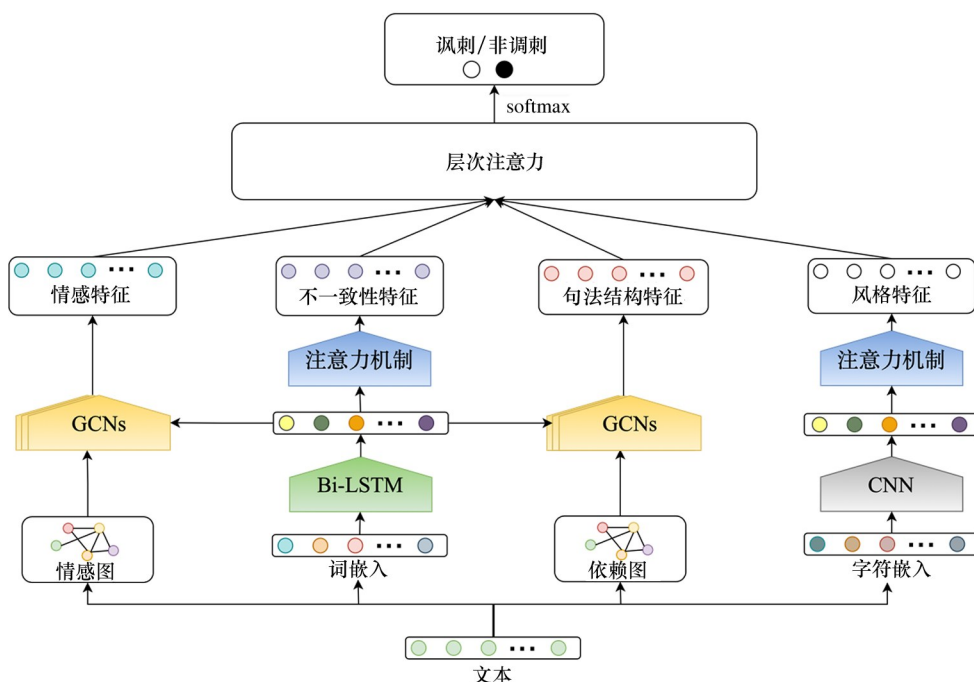 讽刺/非调刺
softmax
层次注意力
情感特征
不一致性特征
句法结构特征
风格特征
注意力机制
注意力机制
GCNs
GCNs
Bi-LSTM
CNN
情感图
词嵌入
依赖图
字符嵌入
文本